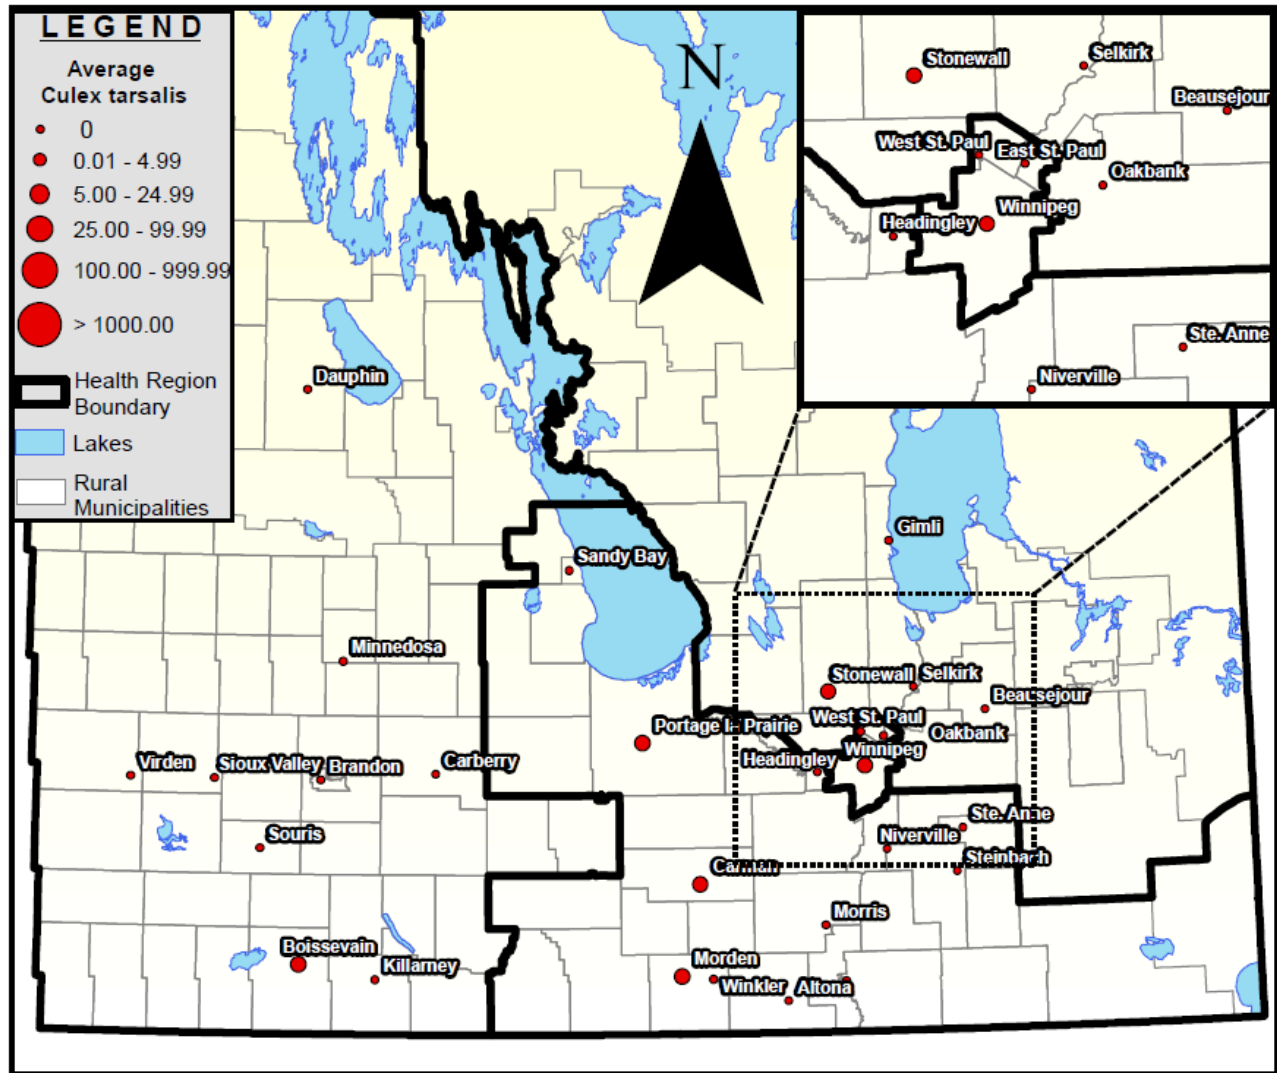 L E G E N D
Average
Culex tarsalis
0
0.01 - 4.99
5.00 - 24.99
25.00 - 99.99
100.00 - 999.99
> 1000.00
Health Region
Boundary
Lakes
Rural
Municipalities
N
Stonewall
Selkirk
Beausejour
West St. Paul
East St. Paul
Oakbank
Winnipeg
Headingley
Ste. Anne
Niverville
Dauphin
Gimli
Sandy Bay
Minnedosa
Stonewall
Selkirk
Beausejour
Portage la Prairie
West St. Paul
Oakbank
Winnipeg
Headingley
Virden
Sioux Valley
Brandon
Carberry
Souris
Ste. Anne
Niverville
Steinbach
Carman
Morris
Boissevain
Killarney
Morden
Winkler
Altona